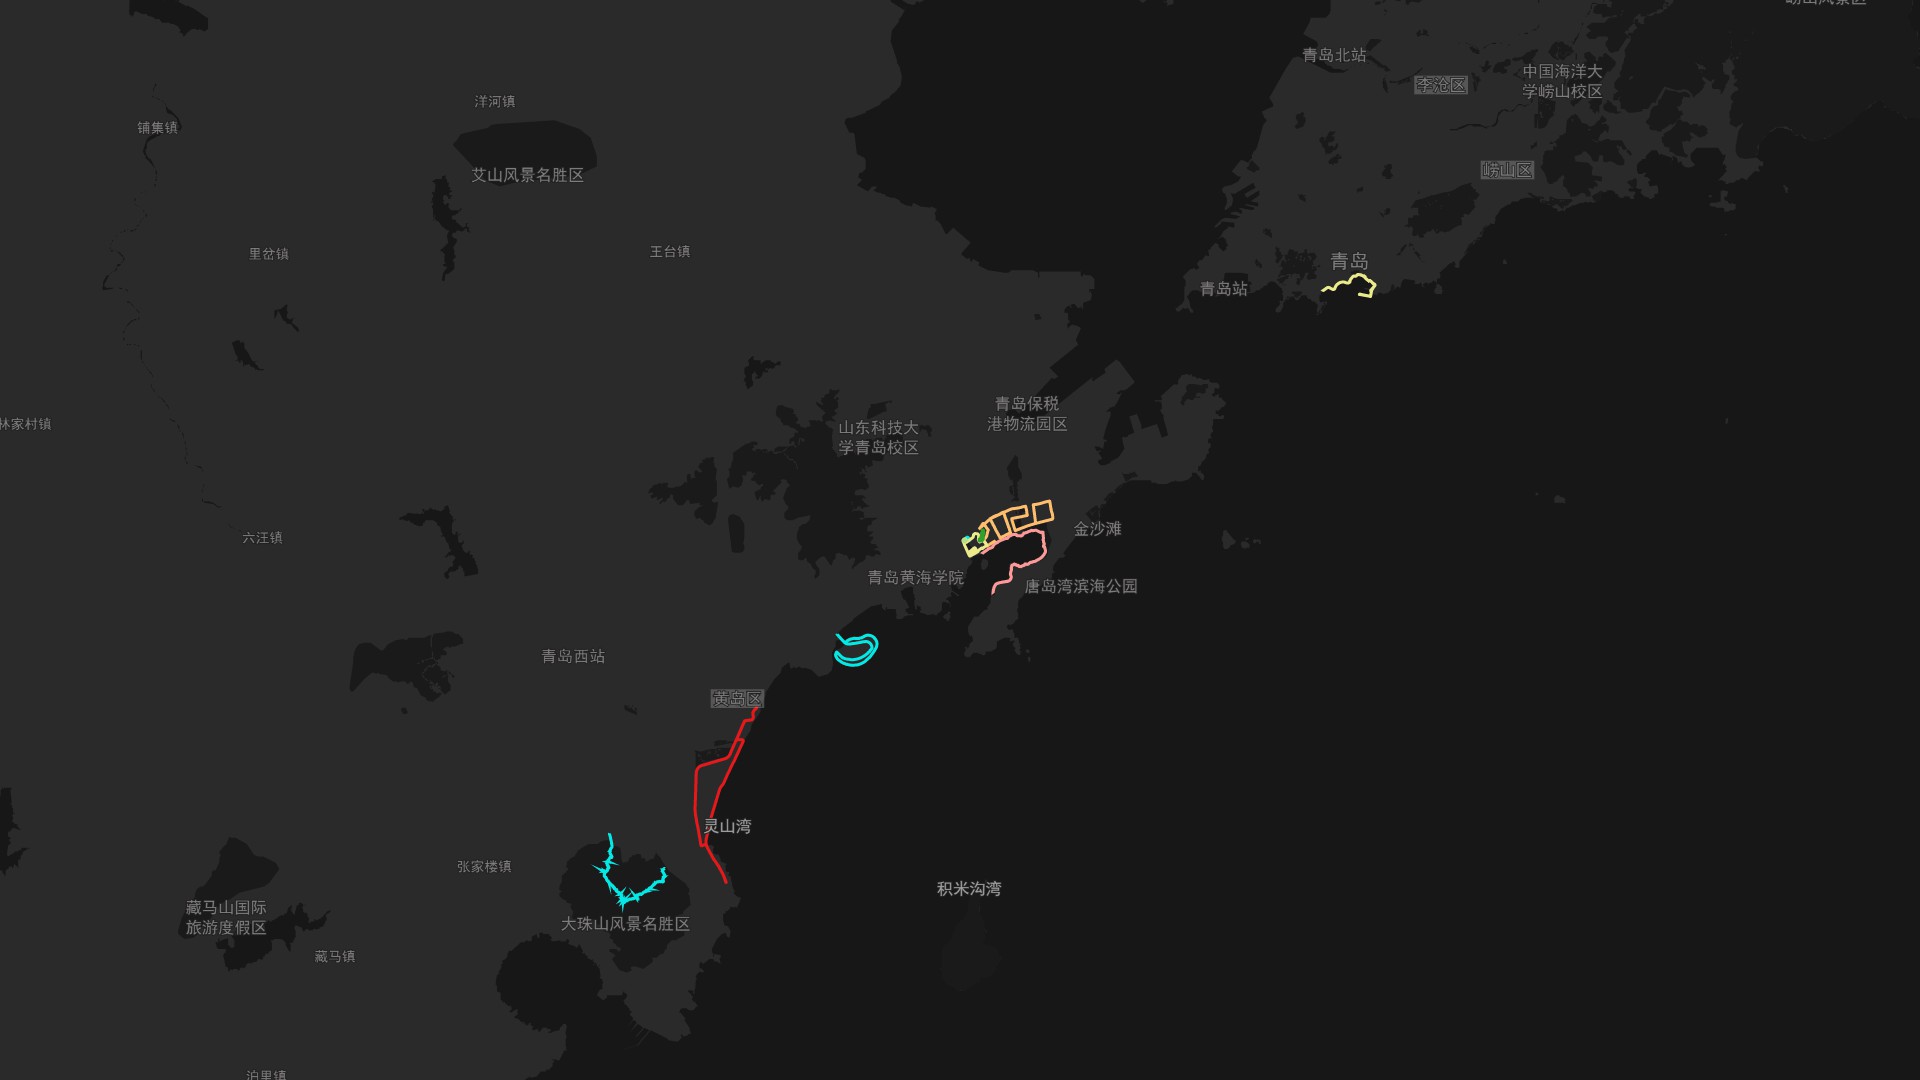 崂山风景区
青岛北站
李沧区
中国海洋大
学崂山校区
洋河镇
铺集镇
艾山风景名胜区
崂山区
里岔镇
王台镇
青岛
青岛站
林家村镇
青岛保税
港物流园区
山东科技大
学青岛校区
金沙滩
六汪镇
青岛黄海学院
唐岛湾滨海公园
青岛西站
黄岛区
灵山湾
张家楼镇
积米沟湾
藏马山国际
旅游度假区
大珠山风景名胜区
藏马镇
泊里镇